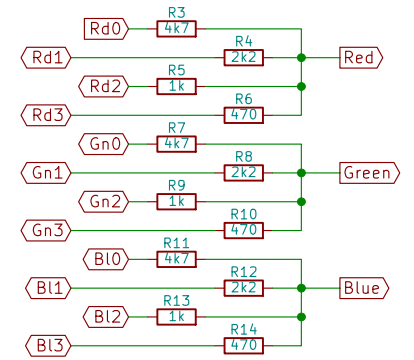 R3
Rd0 4k7
R4
Rd1 2k2 Red
R5
Rd2 1k
R6
Rd3 470
R7
Gn0 4k7
R8
Gn1 2k2 Green
R9
Gn2 1k
R10
Gn3 470
R11
Bl0 4k7
R12
Bl1 2k2 Blue
R13
Bl2 1k
R14
Bl3 470